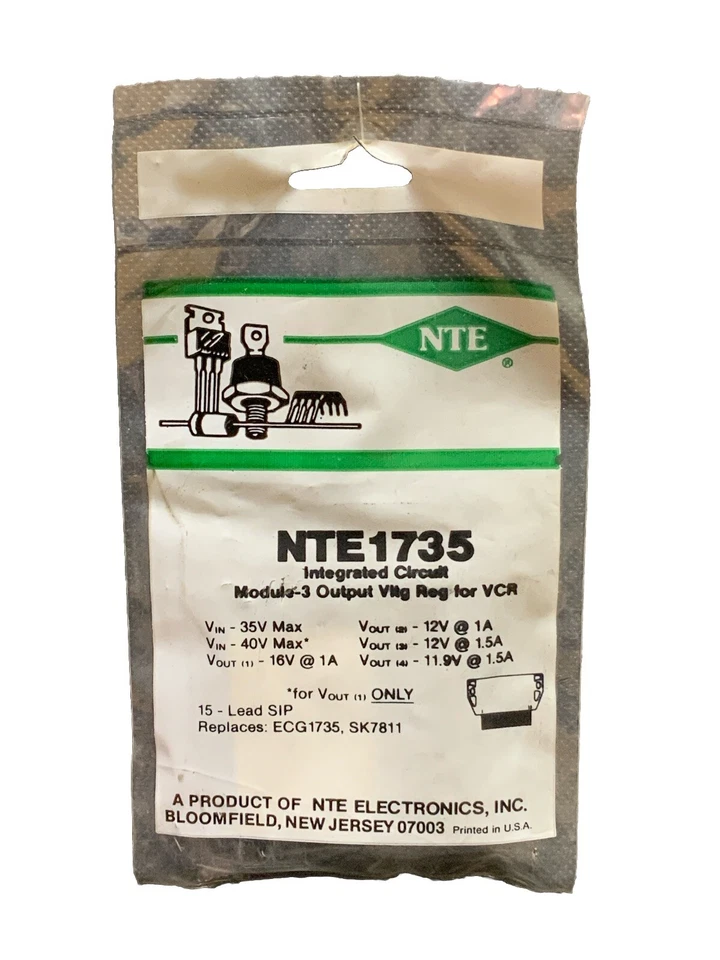 NTE
®
NTE1735
Integrated Circuit
Module-3 Output Vltg Reg for VCR
VIN - 35V Max
VIN - 40V Max*
VOUT (1) - 16V @ 1A
VOUT (2) - 12V @ 1A
VOUT (3) - 12V @ 1.5A
VOUT (4) - 11.9V @ 1.5A
*for VOUT (1) ONLY
15 - Lead SIP
Replaces: ECG1735, SK7811
A PRODUCT OF NTE ELECTRONICS, INC.
BLOOMFIELD, NEW JERSEY 07003 Printed in U.S.A.